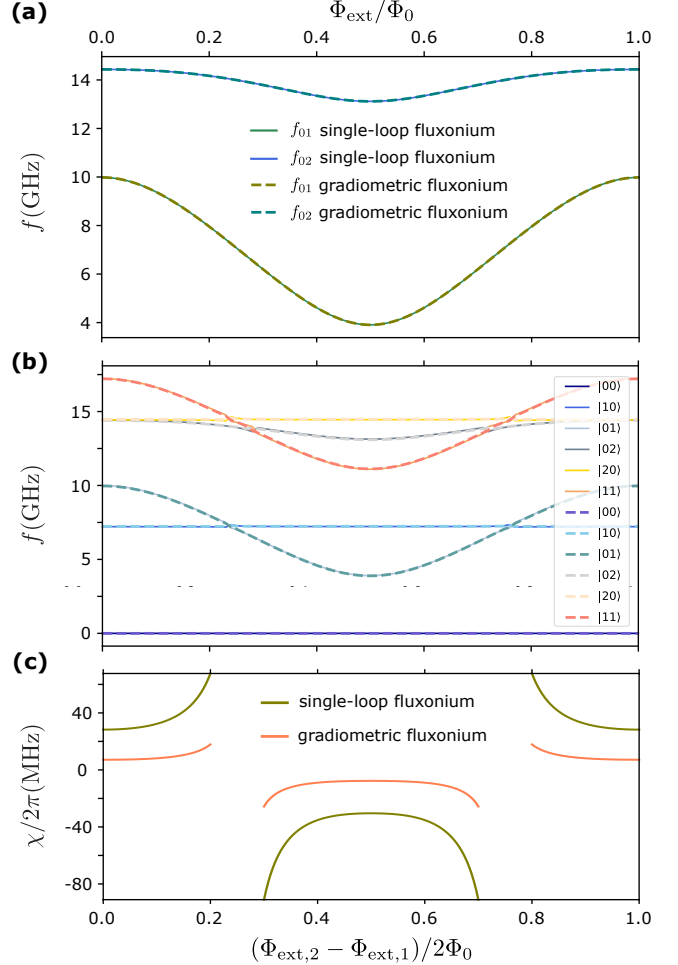 (a)
Φext/Φ0
0.0 0.2 0.4 0.6 0.8 1.0
14
12
10
8
6
4
f(GHz)
f01 single-loop fluxonium
f02 single-loop fluxonium
f01 gradiometric fluxonium
f02 gradiometric fluxonium
(b)
15
10
5
0
f(GHz)
|00⟩
|10⟩
|01⟩
|02⟩
|20⟩
|11⟩
|00⟩
|10⟩
|01⟩
|02⟩
|20⟩
|11⟩
(c)
40
0
-40
-80
χ/2π(MHz)
single-loop fluxonium
gradiometric fluxonium
0.0 0.2 0.4 0.6 0.8 1.0
(Φext,2 − Φext,1)/2Φ0